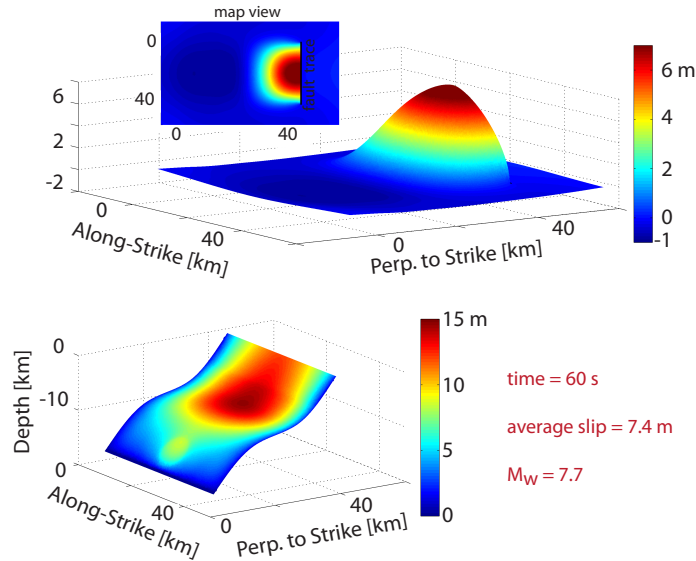 map view
0
40
0
40
fault trace
6
4
2
0
-2
0
40
Along-Strike [km]
0
40
Perp. to Strike [km]
6 m
4
2
0
-1
0
-10
0
Depth [km]
0
40
Along-Strike [km]
0
40
Perp. to Strike [km]
15 m
10
5
0
time = 60 s
average slip = 7.4 m
Mw = 7.7